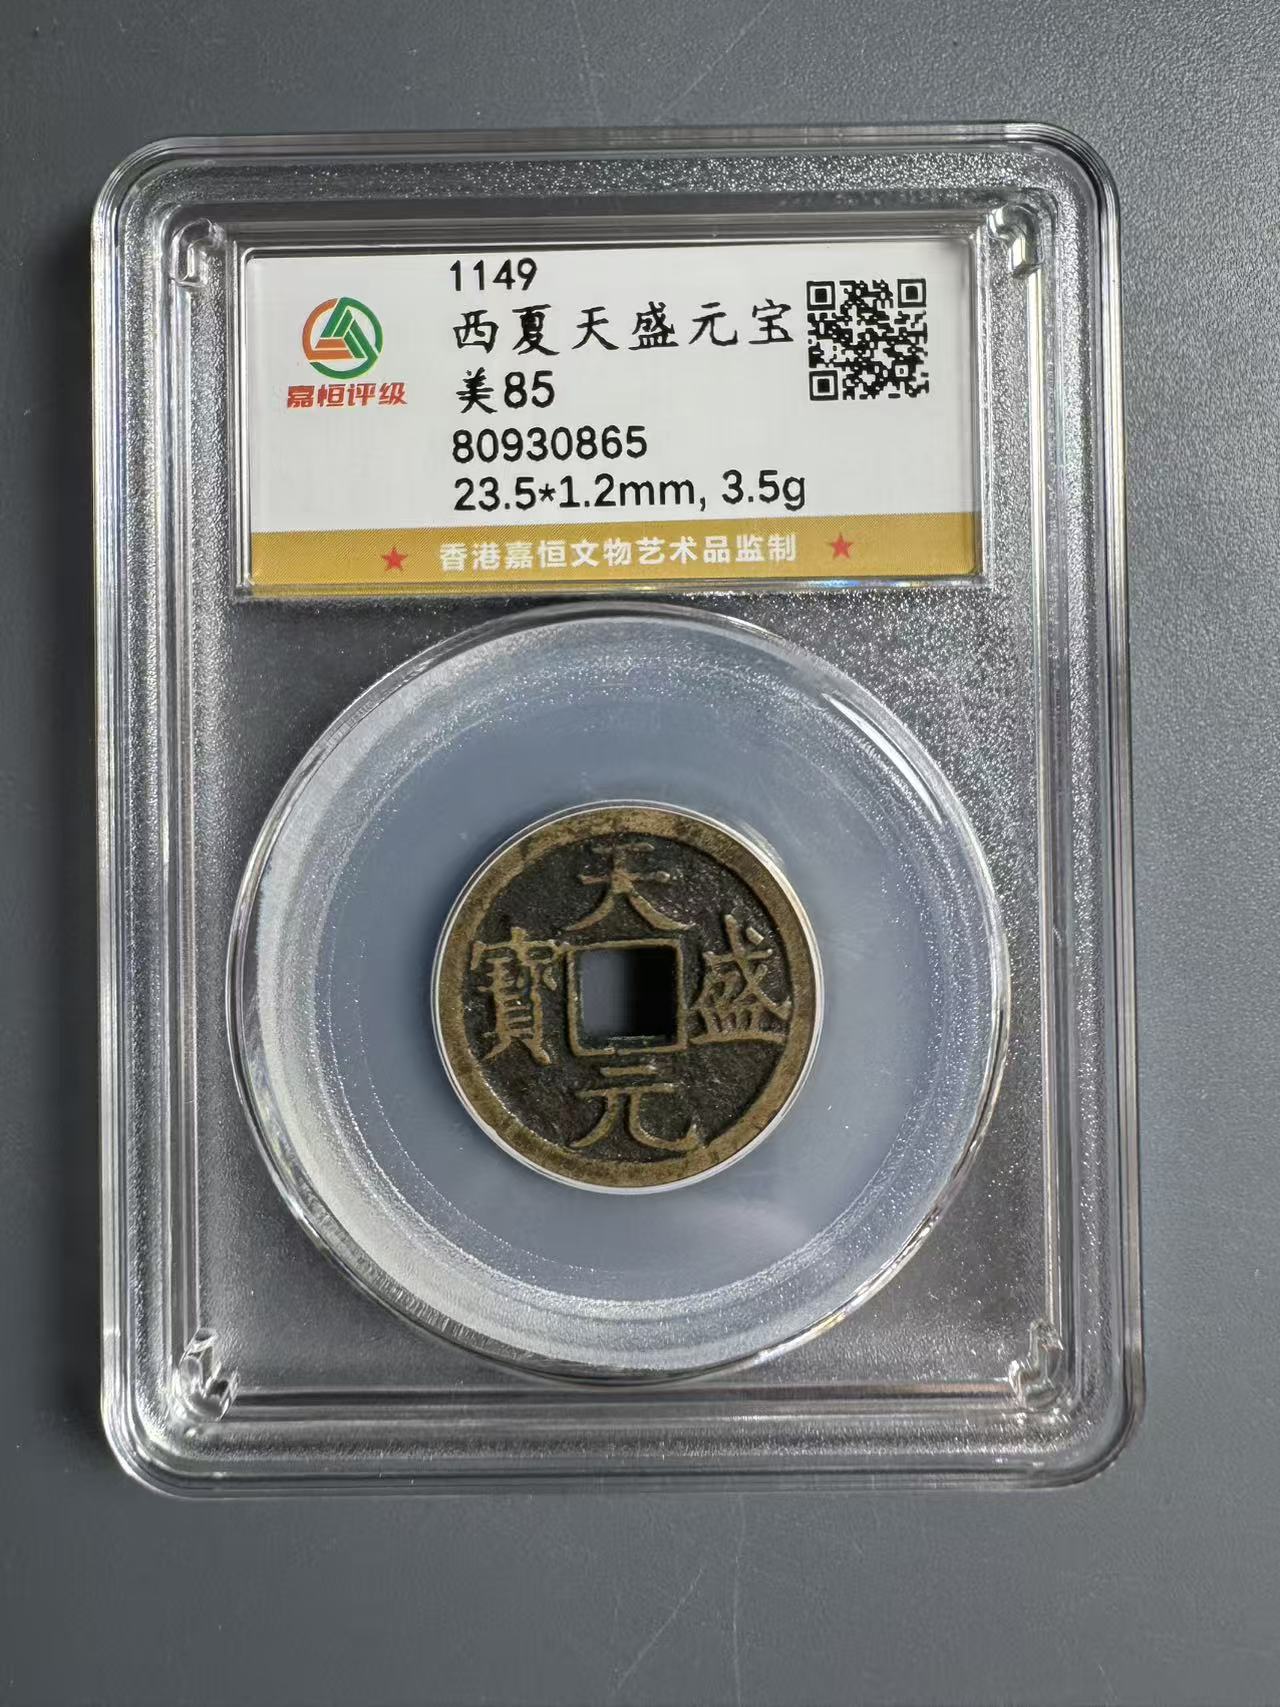 嘉恒评级
1149
西夏天盛元宝
美85
80930865
23.5*1.2mm, 3.5g
★ 香港嘉恒文物艺术品监制 ★
天
盛
元
寳